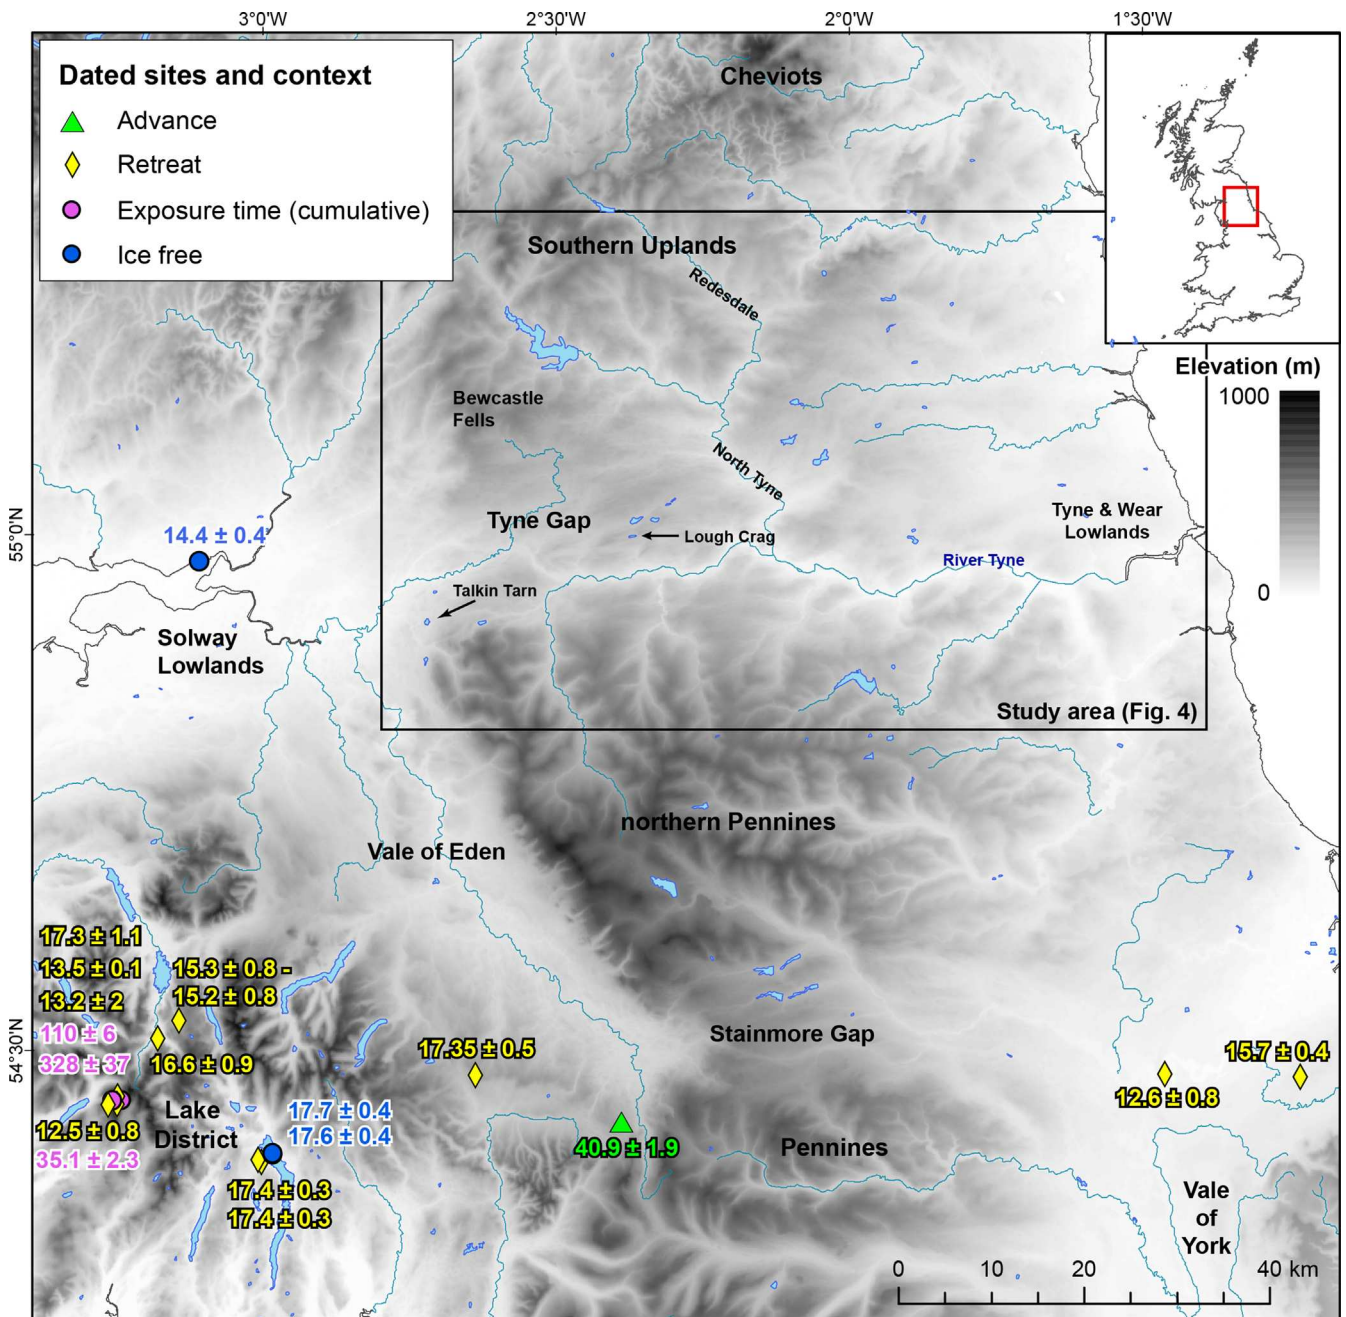 3°0'W
2°30'W
2°0'W
1°30'W
Dated sites and context
Advance
Retreat
Exposure time (cumulative)
Ice free
Cheviots
Southern Uplands
Redesdale
Elevation (m)
1000
0
Bewcastle
Fells
North Tyne
Tyne Gap
Tyne & Wear
Lowlands
Lough Crag
River Tyne
55°0'N
14.4 ± 0.4
Talkin Tarn
Solway
Lowlands
Study area (Fig. 4)
northern Pennines
Vale of Eden
17.3 ± 1.1
13.5 ± 0.1
13.2 ± 2
110 ± 6
328 ± 37
15.3 ± 0.8 -
15.2 ± 0.8
16.6 ± 0.9
54°30'N
Stainmore Gap
17.35 ± 0.5
15.7 ± 0.4
12.6 ± 0.8
Lake
District
12.5 ± 0.8
35.1 ± 2.3
17.7 ± 0.4
17.6 ± 0.4
40.9 ± 1.9
Pennines
17.4 ± 0.3
17.4 ± 0.3
Vale
of
York
0
10
20
40 km